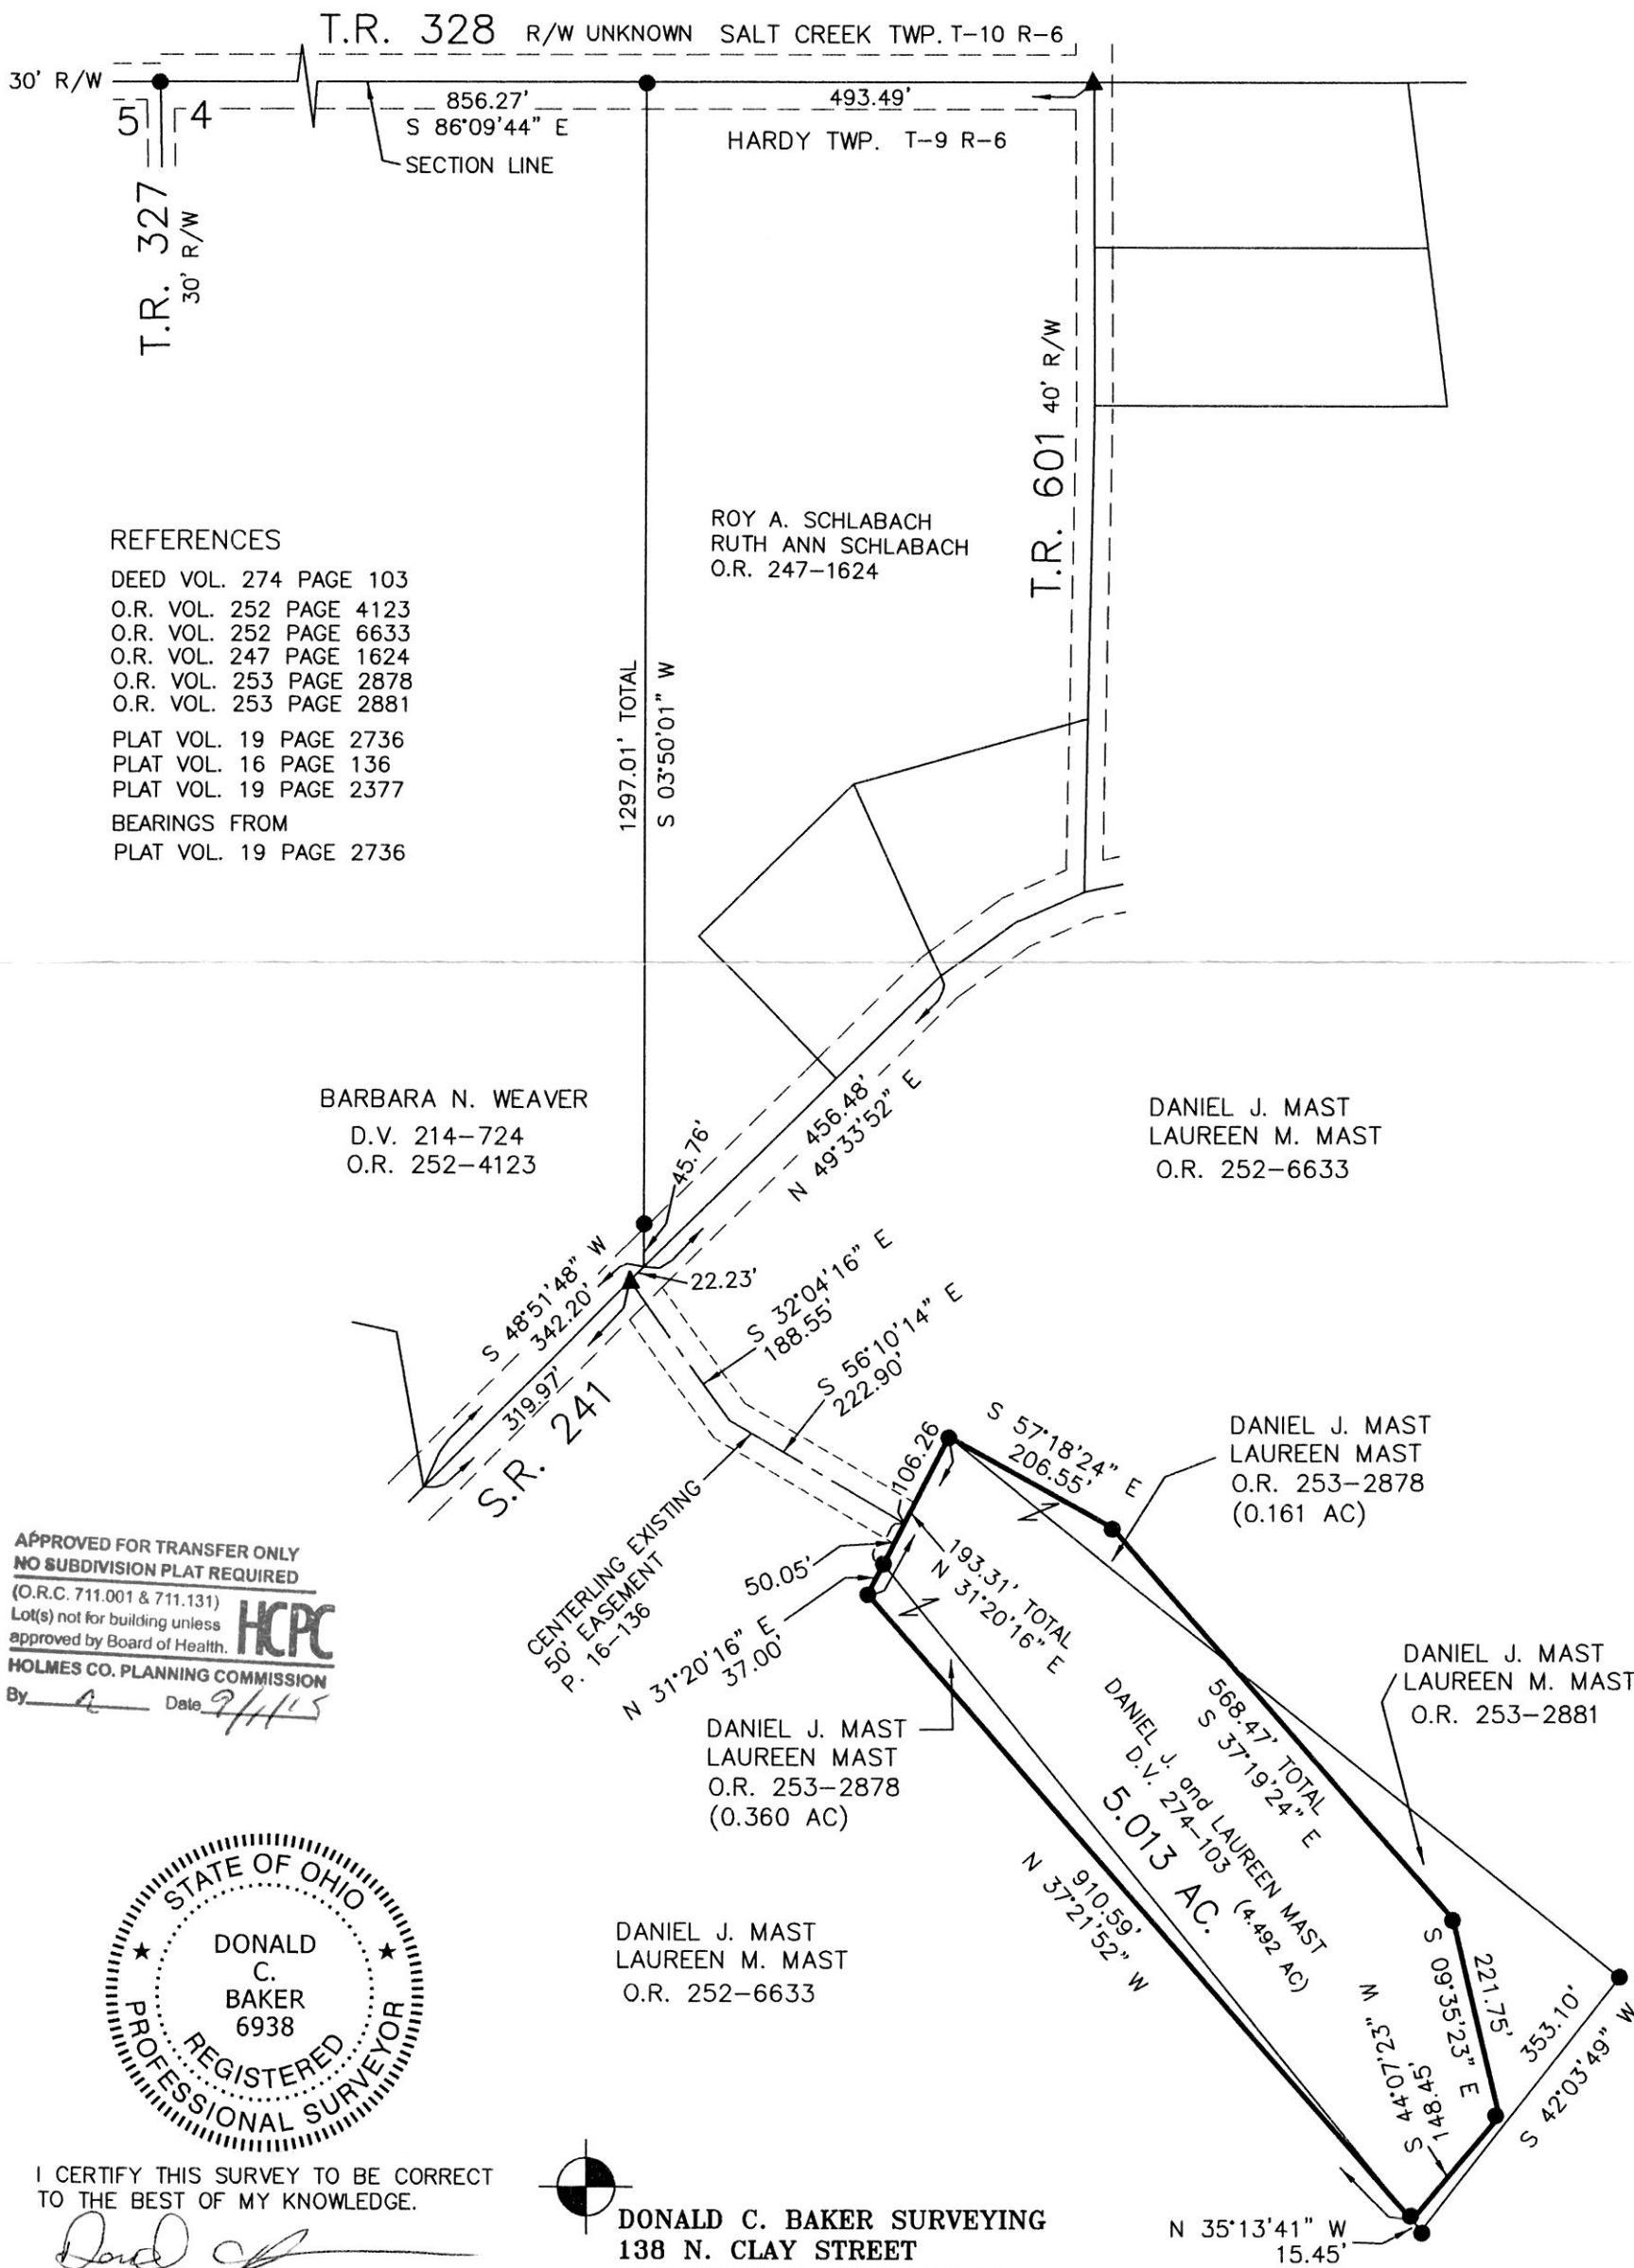 T.R. 328 R/W UNKNOWN SALT CREEK TWP. T-10 R-6
30' R/W
5 4
856.27'
S 86°09'44" E
SECTION LINE
493.49'
HARDY TWP. T-9 R-6
T.R. 327
30' R/W
T.R. 601 40' R/W
REFERENCES
DEED VOL. 274 PAGE 103
O.R. VOL. 252 PAGE 4123
O.R. VOL. 252 PAGE 6633
O.R. VOL. 247 PAGE 1624
O.R. VOL. 253 PAGE 2878
O.R. VOL. 253 PAGE 2881
PLAT VOL. 19 PAGE 2736
PLAT VOL. 16 PAGE 136
PLAT VOL. 19 PAGE 2377
BEARINGS FROM
PLAT VOL. 19 PAGE 2736
ROY A. SCHLABACH
RUTH ANN SCHLABACH
O.R. 247-1624
1297.01' TOTAL
S 03°50'01" W
BARBARA N. WEAVER
D.V. 214-724
O.R. 252-4123
45.76'
456.48'
N 49°33'52" E
DANIEL J. MAST
LAUREEN M. MAST
O.R. 252-6633
S 48°51'48" W
342.20'
22.23'
319.97'
S.R. 241
S 32°04'16" E
188.55'
S 56°10'14" E
222.90'
106.26
S 57°18'24" E
206.55'
DANIEL J. MAST
LAUREEN MAST
O.R. 253-2878
(0.161 AC)
CENTERLING EXISTING
50' EASEMENT
P. 16-136
50.05'
N 31°20'16" E
37.00'
193.31' TOTAL
N 31°20'16" E
APPROVED FOR TRANSFER ONLY
NO SUBDIVISION PLAT REQUIRED
(O.R.C. 711.001 & 711.131)
Lot(s) not for building unless
approved by Board of Health.
HCPC
HOLMES CO. PLANNING COMMISSION
By Date 9/1/15
DANIEL J. MAST
LAUREEN MAST
O.R. 253-2878
(0.360 AC)
568.47' TOTAL
S 37°19'24" E
DANIEL J. MAST
LAUREEN M. MAST
O.R. 253-2881
DANIEL J. and LAUREEN MAST
D.V. 274-103 (4.492 AC)
5.013 AC.
910.59'
N 37°21'52" W
STATE OF OHIO
DONALD
C.
BAKER
6938
REGISTERED
PROFESSIONAL SURVEYOR
DANIEL J. MAST
LAUREEN M. MAST
O.R. 252-6633
221.75'
S 09°35'23" E
353.10'
S 42°03'49" W
S 44°07'23" W
148.45'
N 35°13'41" W
15.45'
I CERTIFY THIS SURVEY TO BE CORRECT
TO THE BEST OF MY KNOWLEDGE.
DONALD C. BAKER SURVEYING
138 N. CLAY STREET